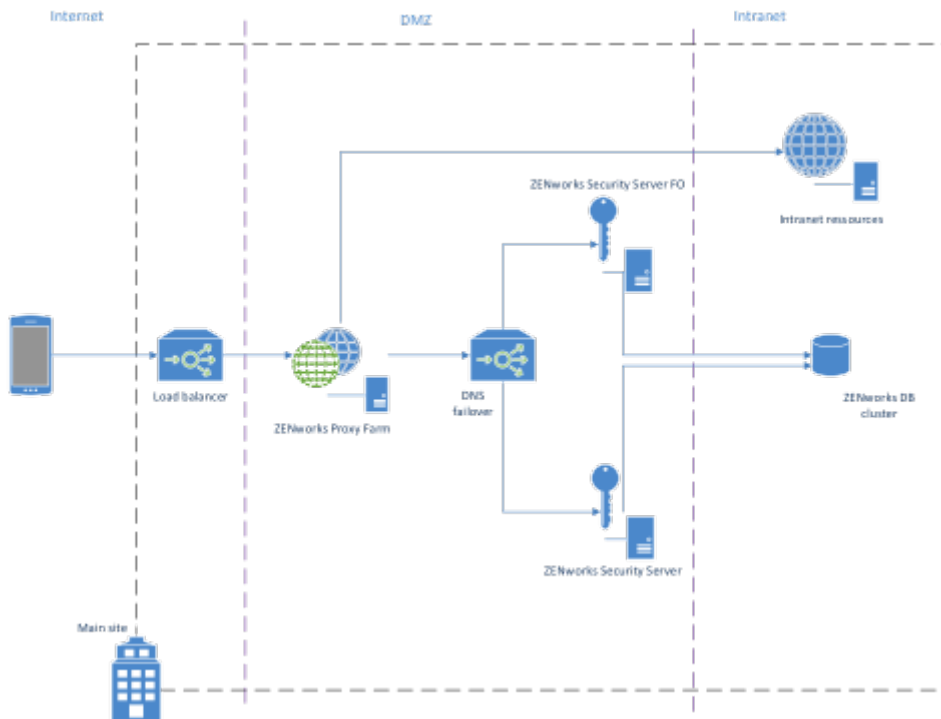 Internet
DMZ
Intranet
ZENworks Security Server FO
Intranet ressources
Load balancer
DNS
failover
ZENworks Proxy Farm
ZENworks DB
cluster
ZENworks Security Server
Main site